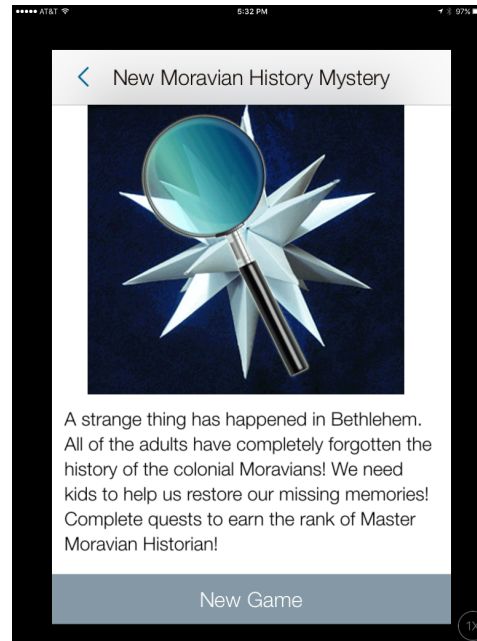 AT&T
5:32 PM
97%
New Moravian History Mystery
A strange thing has happened in Bethlehem.
All of the adults have completely forgotten the
history of the colonial Moravians! We need
kids to help us restore our missing memories!
Complete quests to earn the rank of Master
Moravian Historian!
New Game
1X